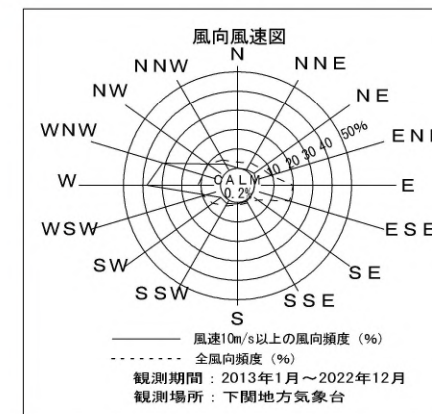 風向風速図
N
NNW NNE
NW NE
WNW ENE
10 20 30 40 50%
CALM
W E
0.2%
WSW ESE
SW SE
SSW SSE
S
風速10m/s以上の風向頻度 (%)
全風向頻度 (%)
観測期間 : 2013年1月~2022年12月
観測場所 : 下関地方気象台